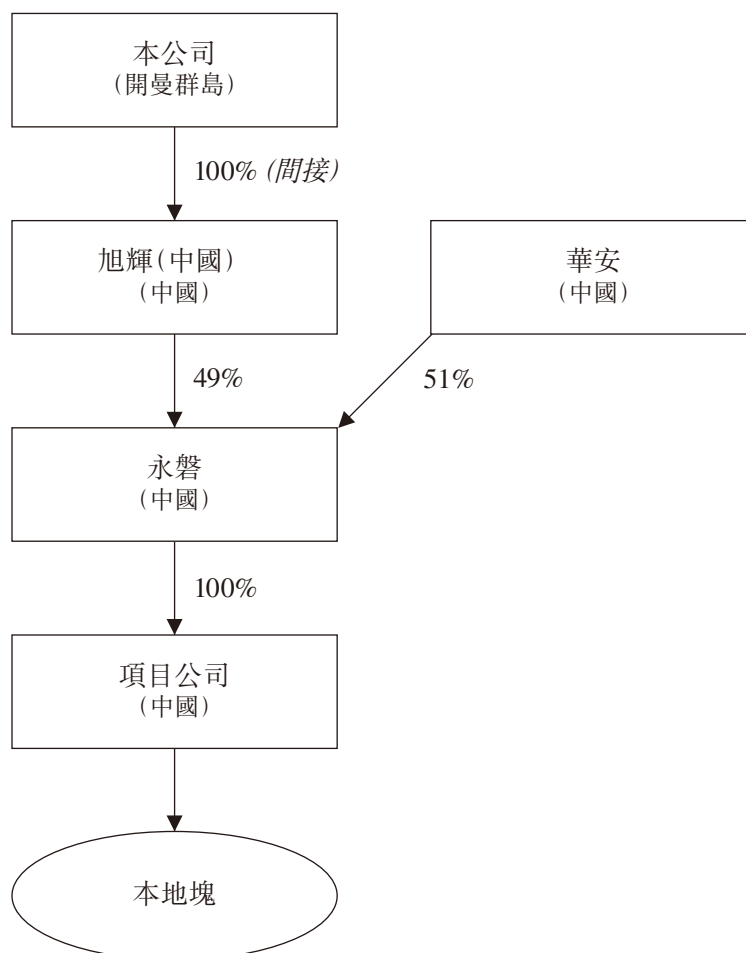 本公司
(開曼群島)
100% (間接)
旭輝(中國)
(中國)
華安
(中國)
49%
51%
永磐
(中國)
100%
項目公司
(中國)
本地塊